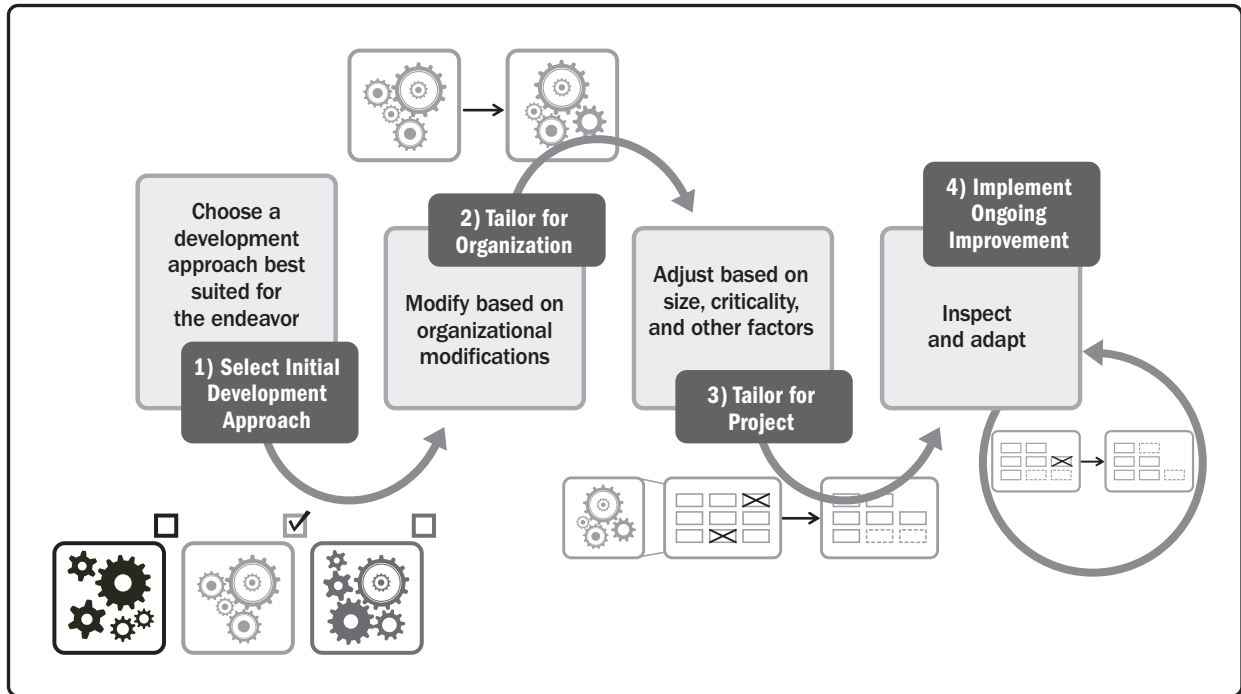 Choose a
development
approach best
suited for
the endeavor
1) Select Initial
Development
Approach
2) Tailor for
Organization
Modify based on
organizational
modifications
Adjust based on
size, criticality,
and other factors
3) Tailor for
Project
4) Implement
Ongoing
Improvement
Inspect
and adapt